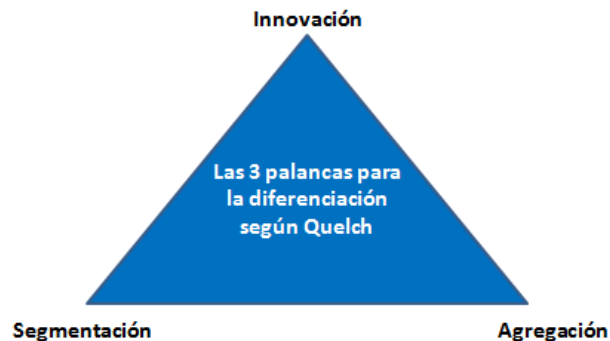 Innovación
Las 3 palancas para
la diferenciación
según Quelch
Segmentación
Agregación